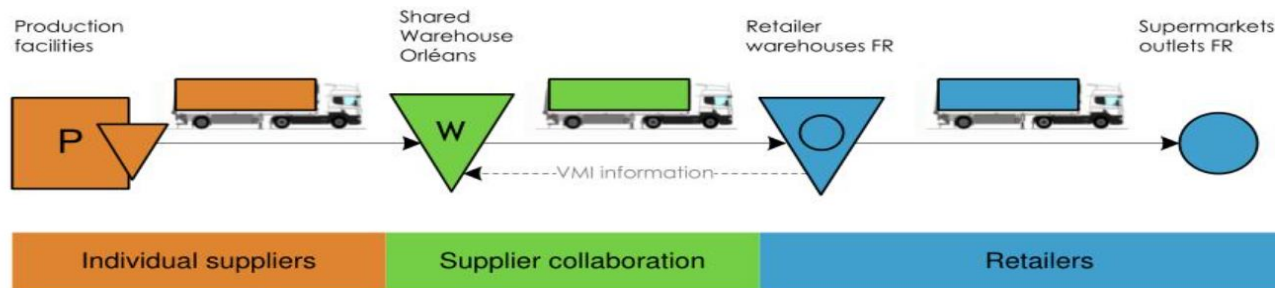 Production
facilities
Shared
Warehouse
Orléans
Retailer
warehouses FR
Supermarkets
outlets FR
P
W
VMI information
Individual suppliers
Supplier collaboration
Retailers